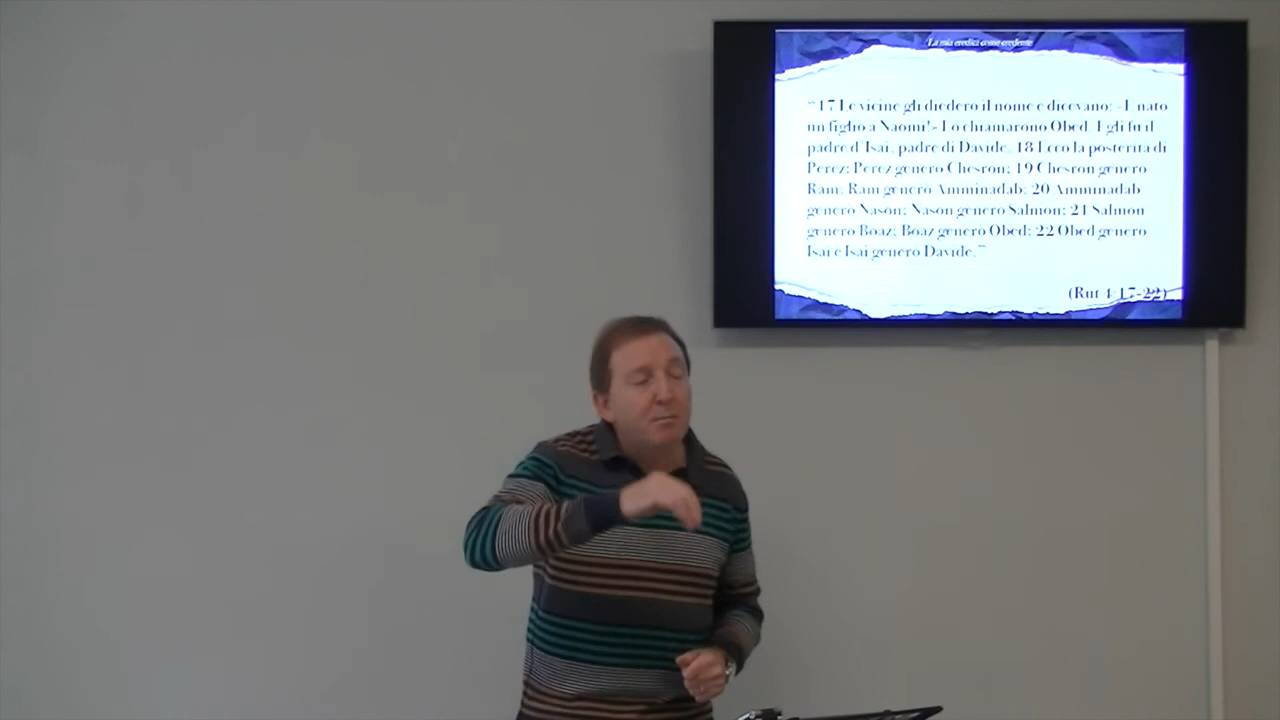 "La mia eredità come credente
“17 Le vicine gli diedero il nome e dicevano: «È nato
un figlio a Naomi!» Lo chiamarono Obed. Egli fu il
padre d'Isai, padre di Davide. 18 Ecco la posterità di
Perez: Perez generò Chesron; 19 Chesron generò
Ram; Ram generò Amminadab; 20 Amminadab
generò Nason; Nason generò Salmon; 21 Salmon
generò Boaz; Boaz generò Obed; 22 Obed generò
Isai e Isai generò Davide.”
(Rut 4:17-22)